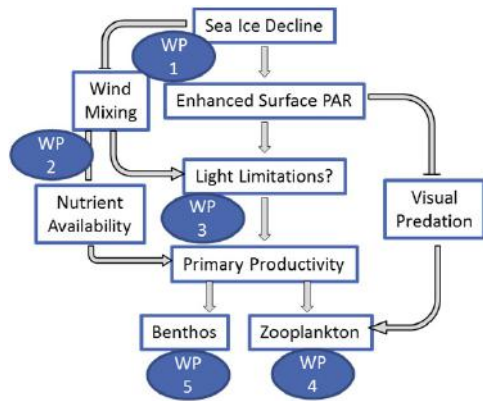 Sea Ice Decline
WP
1
Wind
Mixing
Enhanced Surface PAR
WP
2
Light Limitations?
Nutrient
Availability
WP
3
Visual
Predation
Primary Productivity
Benthos
Zooplankton
WP
5
WP
4